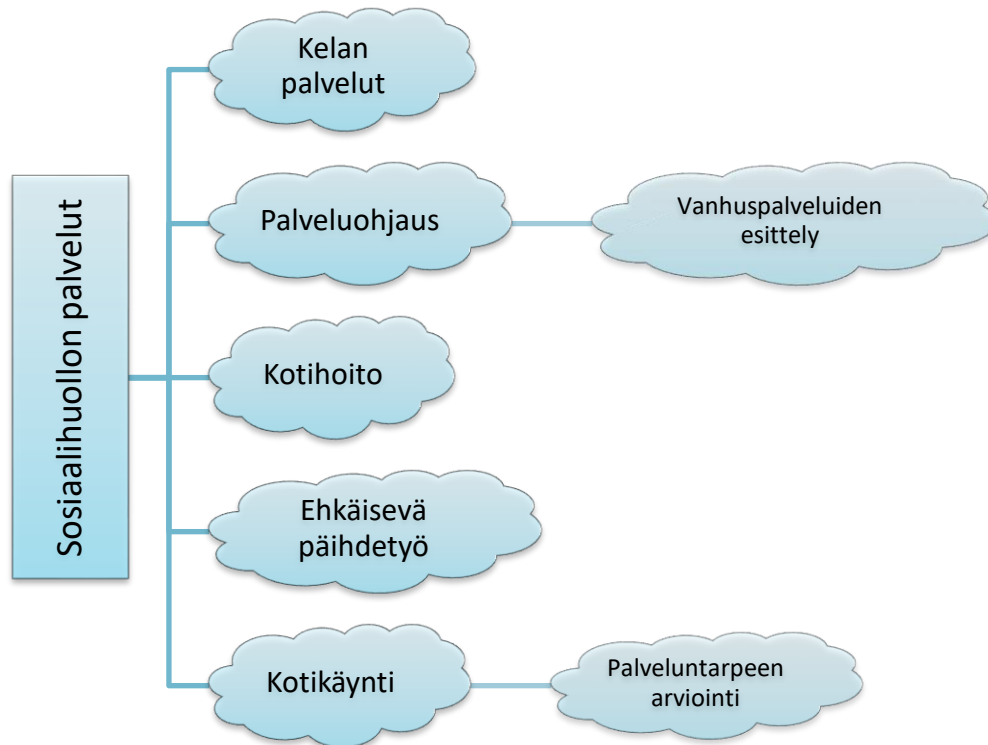 Sosiaalihuollon palvelut
Kelan
palvelut
Palveluohjaus
Vanhuspalveluiden
esittely
Kotihoito
Ehkäisevä
päihdetyö
Kotikäynti
Palveluntarpeen
arviointi